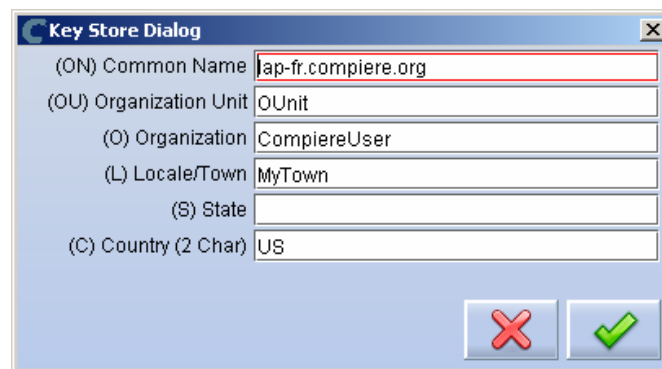 Key Store Dialog
(ON) Common Name lap-fr.compiere.org
(OU) Organization Unit OUnit
(O) Organization CompiereUser
(L) Locale/Town MyTown
(S) State
(C) Country (2 Char) US